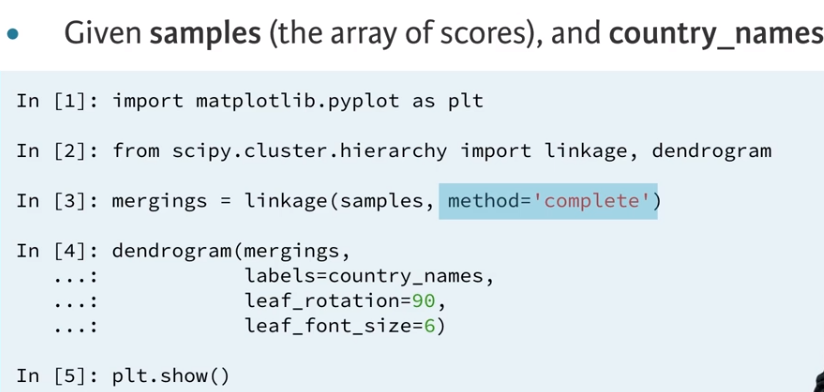 • Given samples (the array of scores), and country_names
In [1]: import matplotlib.pyplot as plt
In [2]: from scipy.cluster.hierarchy import linkage, dendrogram
In [3]: mergings = linkage(samples, method='complete')
In [4]: dendrogram(mergings,
   ...:            labels=country_names,
   ...:            leaf_rotation=90,
   ...:            leaf_font_size=6)
In [5]: plt.show()